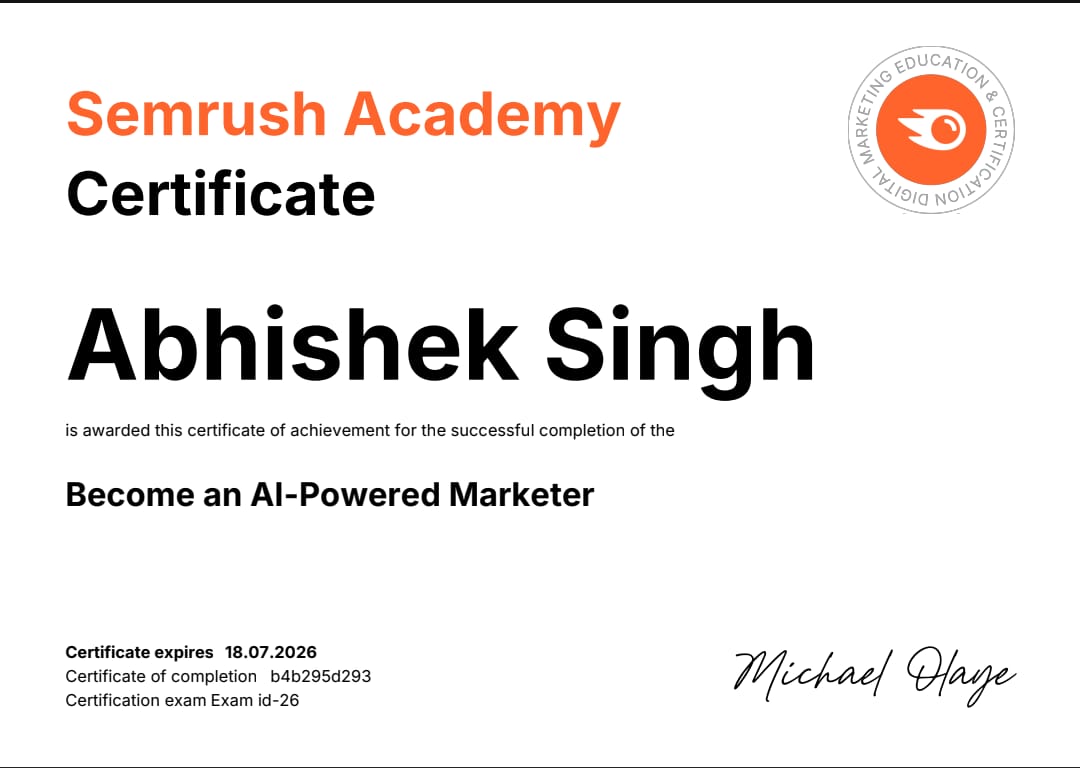 Semrush Academy
Certificate
DIGITAL MARKETING EDUCATION & CERTIFICATION
Abhishek Singh
is awarded this certificate of achievement for the successful completion of the
Become an AI-Powered Marketer
Certificate expires 18.07.2026
Certificate of completion b4b295d293
Certification exam Exam id-26
Michael Olaye